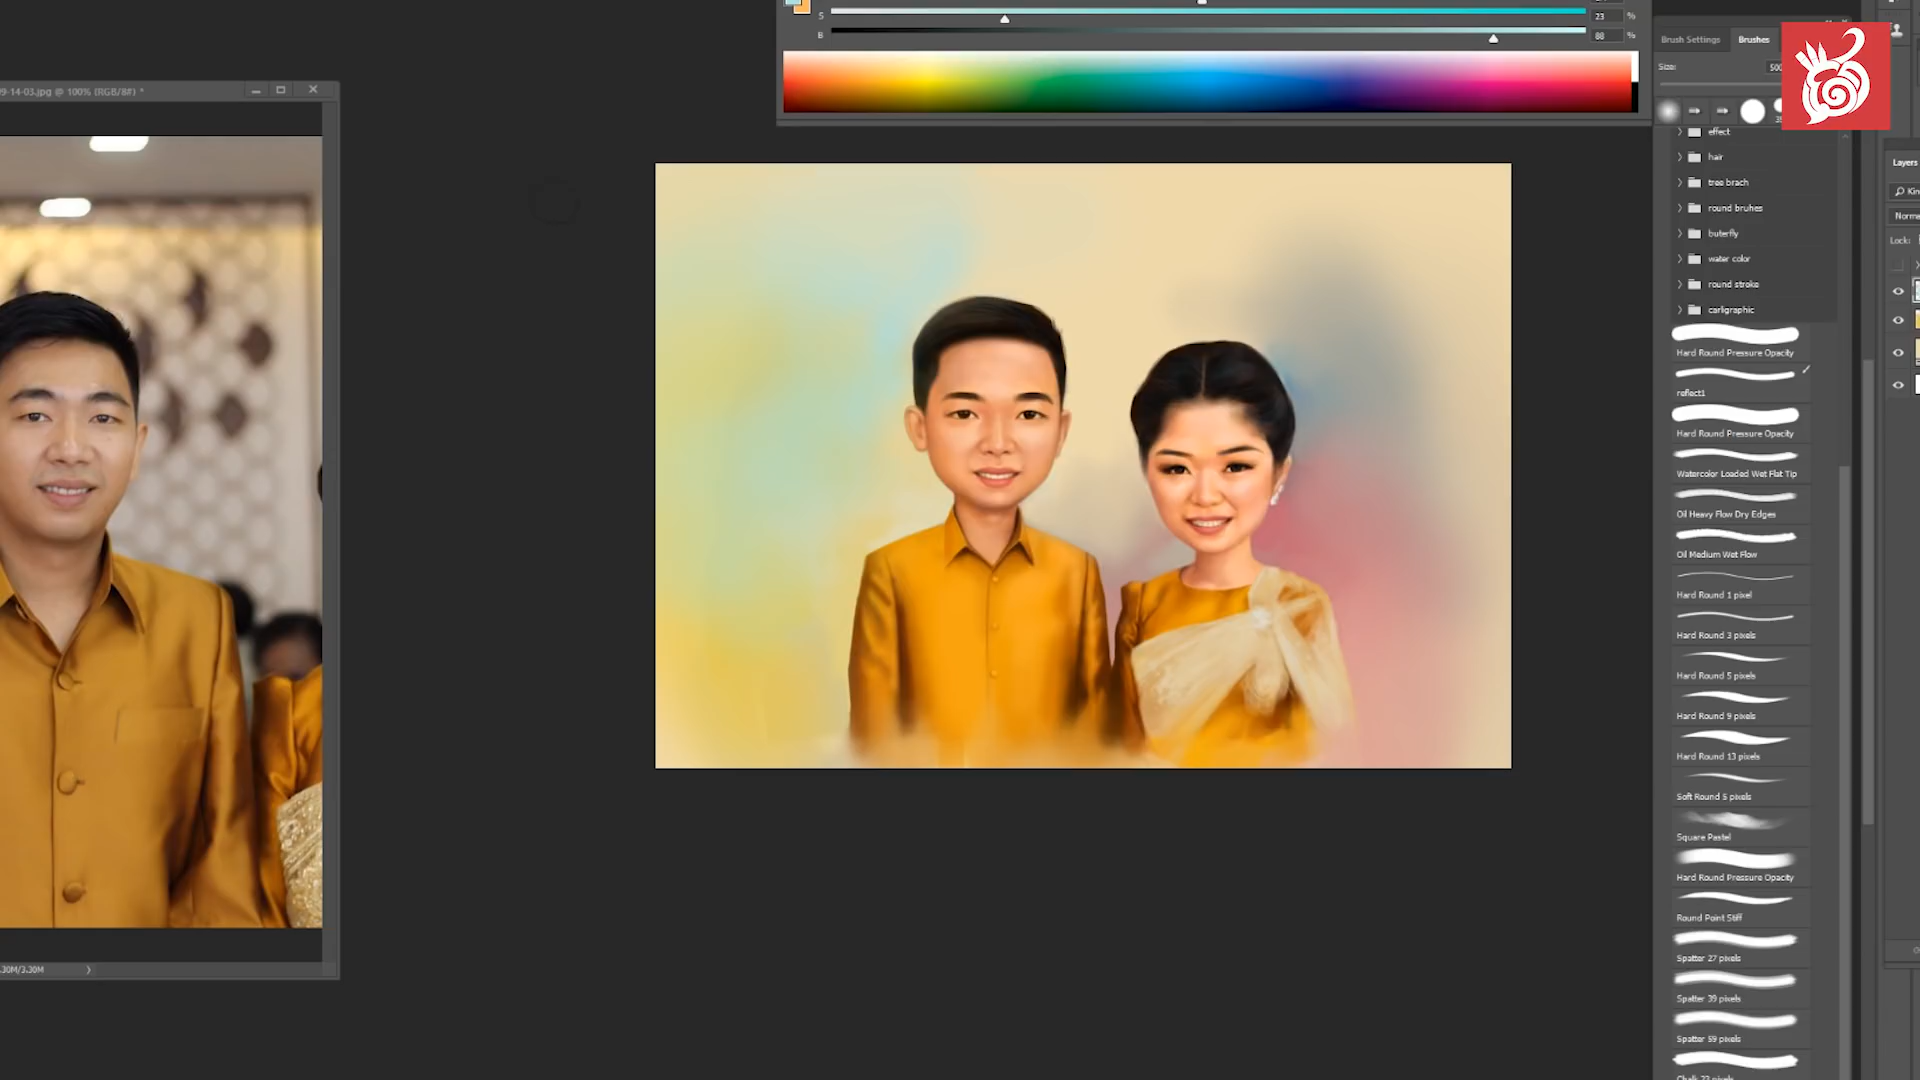 9-14-03.jpg @ 100% (RGB/8#) *
S 23 %
B 88 %
Brush Settings Brushes
Size:
effect
hair
tree brach
round bruhes
buterfly
water color
round stroke
carligraphic
Hard Round Pressure Opacity
reflect1
Hard Round Pressure Opacity
Watercolor Loaded Wet Flat Tip
Oil Heavy Flow Dry Edges
Oil Medium Wet Flow
Hard Round 1 pixel
Hard Round 3 pixels
Hard Round 5 pixels
Hard Round 9 pixels
Hard Round 13 pixels
Soft Round 5 pixels
Square Pastel
Hard Round Pressure Opacity
Round Point Stiff
Spatter 27 pixels
Spatter 39 pixels
Spatter 59 pixels
Layers
Lock:
.30M/3.30M